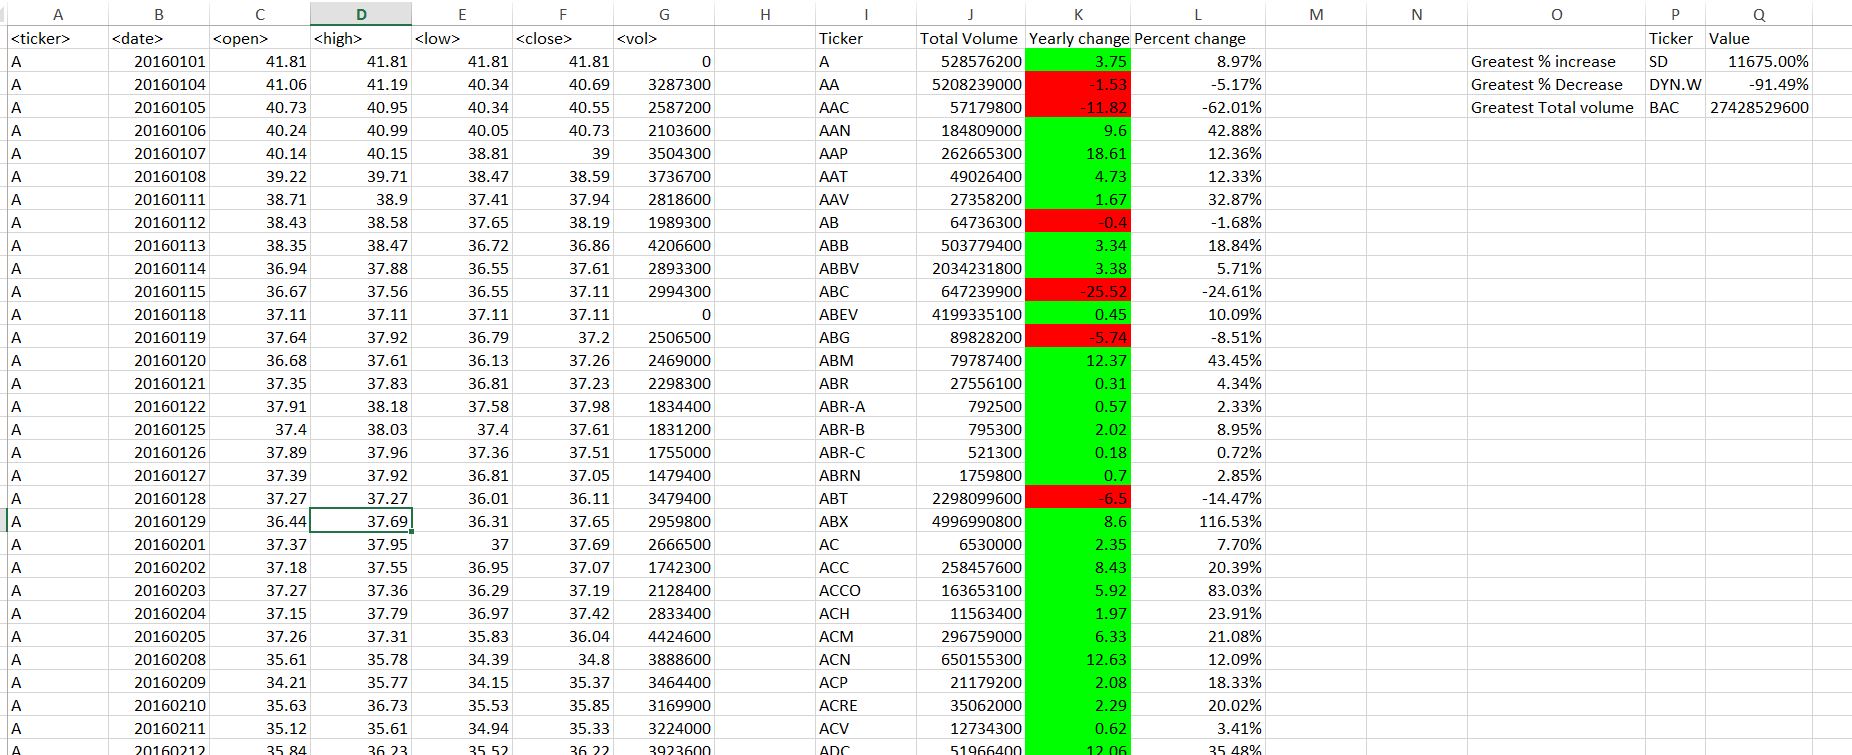 A B C D E F G H I J K L M N O P Q
<ticker> <date> <open> <high> <low> <close> <vol> Ticker Total Volume Yearly change Percent change Ticker Value
A 20160101 41.81 41.81 41.81 41.81 0 A 528576200 3.75 8.97% Greatest % increase SD 11675.00%
A 20160104 41.06 41.19 40.34 40.69 3287300 AA 5208239000 -1.53 -5.17% Greatest % Decrease DYN.W -91.49%
A 20160105 40.73 40.95 40.34 40.55 2587200 AAC 57179800 -11.82 -62.01% Greatest Total volume BAC 27428529600
A 20160106 40.24 40.99 40.05 40.73 2103600 AAN 184809000 9.6 42.88%
A 20160107 40.14 40.15 38.81 39 3504300 AAP 262665300 18.61 12.36%
A 20160108 39.22 39.71 38.47 38.59 3736700 AAT 49026400 4.73 12.33%
A 20160111 38.71 38.9 37.41 37.94 2818600 AAV 27358200 1.67 32.87%
A 20160112 38.43 38.58 37.65 38.19 1989300 AB 64736300 -0.4 -1.68%
A 20160113 38.35 38.47 36.72 36.86 4206600 ABB 503779400 3.34 18.84%
A 20160114 36.94 37.88 36.55 37.61 2893300 ABBV 2034231800 3.38 5.71%
A 20160115 36.67 37.56 36.55 37.11 2994300 ABC 647239900 -25.52 -24.61%
A 20160118 37.11 37.11 37.11 37.11 0 ABEV 4199335100 0.45 10.09%
A 20160119 37.64 37.92 36.79 37.2 2506500 ABG 89828200 -5.74 -8.51%
A 20160120 36.68 37.61 36.13 37.26 2469000 ABM 79787400 12.37 43.45%
A 20160121 37.35 37.83 36.81 37.23 2298300 ABR 27556100 0.31 4.34%
A 20160122 37.91 38.18 37.58 37.98 1834400 ABR-A 792500 0.57 2.33%
A 20160125 37.4 38.03 37.4 37.61 1831200 ABR-B 795300 2.02 8.95%
A 20160126 37.89 37.96 37.36 37.51 1755000 ABR-C 521300 0.18 0.72%
A 20160127 37.39 37.92 36.81 37.05 1479400 ABRN 1759800 0.7 2.85%
A 20160128 37.27 37.27 36.01 36.11 3479400 ABT 2298099600 -6.5 -14.47%
A 20160129 36.44 37.69 36.31 37.65 2959800 ABX 4996990800 8.6 116.53%
A 20160201 37.37 37.95 37 37.69 2666500 AC 6530000 2.35 7.70%
A 20160202 37.18 37.55 36.95 37.07 1742300 ACC 258457600 8.43 20.39%
A 20160203 37.27 37.36 36.29 37.19 2128400 ACCO 163653100 5.92 83.03%
A 20160204 37.15 37.79 36.97 37.42 2833400 ACH 11563400 1.97 23.91%
A 20160205 37.26 37.31 35.83 36.04 4424600 ACM 296759000 6.33 21.08%
A 20160208 35.61 35.78 34.39 34.8 3888600 ACN 650155300 12.63 12.09%
A 20160209 34.21 35.77 34.15 35.37 3464400 ACP 21179200 2.08 18.33%
A 20160210 35.63 36.73 35.53 35.85 3169900 ACRE 35062000 2.29 20.02%
A 20160211 35.12 35.61 34.94 35.33 3224000 ACV 12734300 0.62 3.41%
A 20160212 35.84 36.23 35.52 36.22 3923600 ADC 51966400 12.06 35.48%